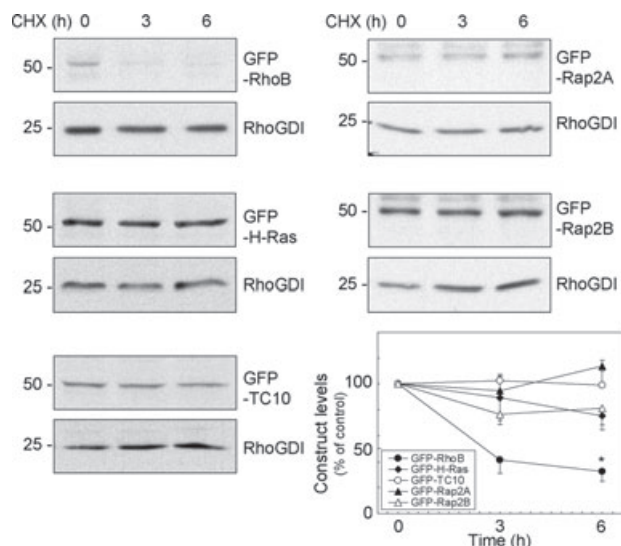 CHX (h) 0 3 6
50 -
GFP
-RhoB
25 -
RhoGDI
50 -
GFP
-H-Ras
25 -
RhoGDI
50 -
GFP
-TC10
25 -
RhoGDI
CHX (h) 0 3 6
50 -
GFP
-Rap2A
25 -
RhoGDI
50 -
GFP
-Rap2B
25 -
RhoGDI
Construct levels
(% of control)
100
50
0
GFP-RhoB
GFP-H-Ras
GFP-TC10
GFP-Rap2A
GFP-Rap2B
*
0 3 6
Time (h)